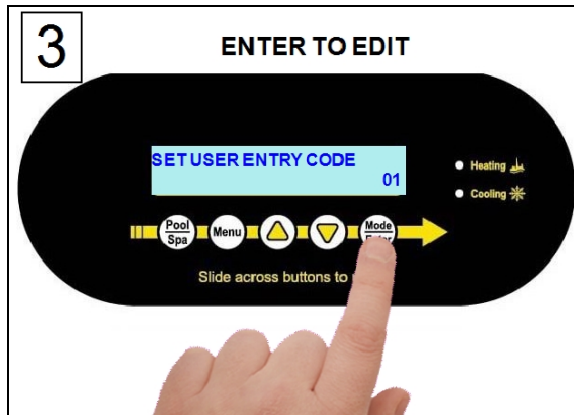 3
ENTER TO EDIT
SET USER ENTRY CODE
01
Heating
Cooling
Pool
Spa
Menu
Mode
Slide across buttons to